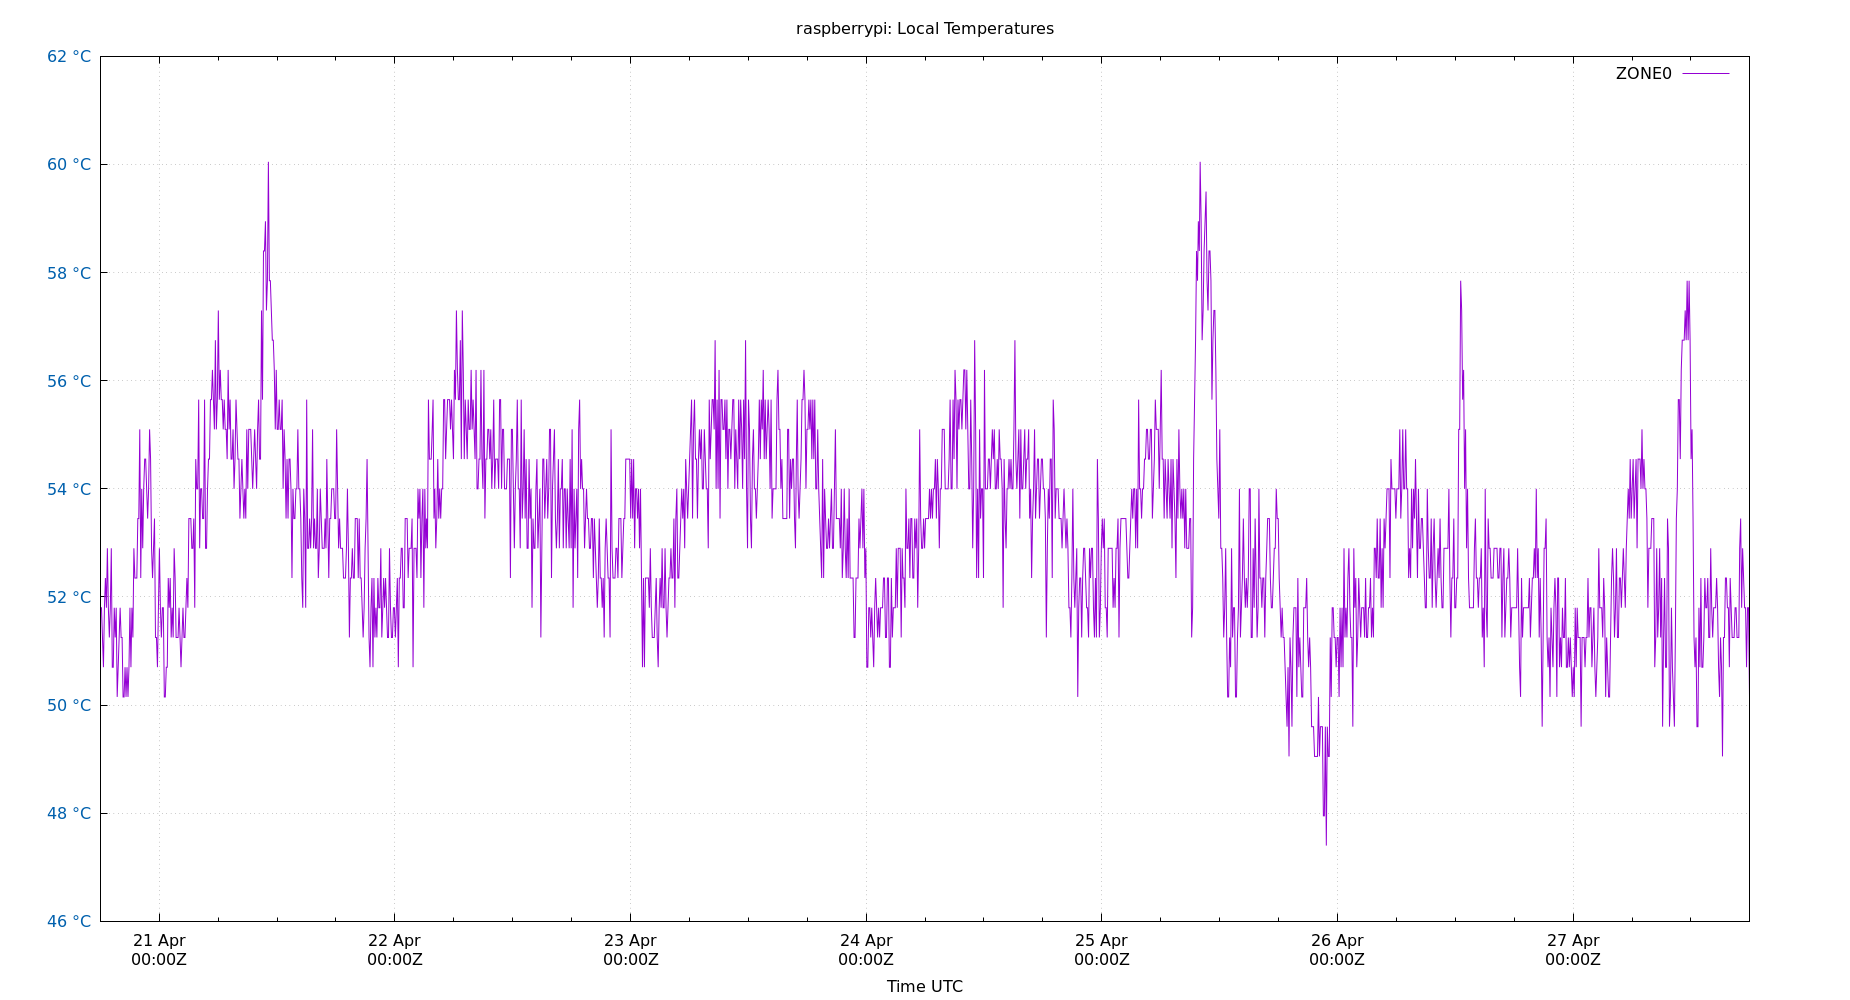 raspberrypi: Local Temperatures
62 °C
ZONE0
60 °C
58 °C
56 °C
54 °C
52 °C
50 °C
48 °C
46 °C
21 Apr 22 Apr 23 Apr 24 Apr 25 Apr 26 Apr 27 Apr
00:00Z 00:00Z 00:00Z 00:00Z 00:00Z 00:00Z 00:00Z
Time UTC